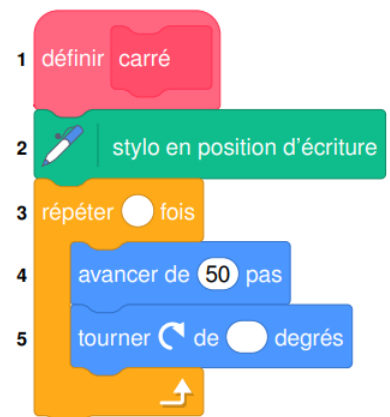 1 définir carré
2 stylo en position d'écriture
3 répéter fois
4 avancer de 50 pas
5 tourner de degrés